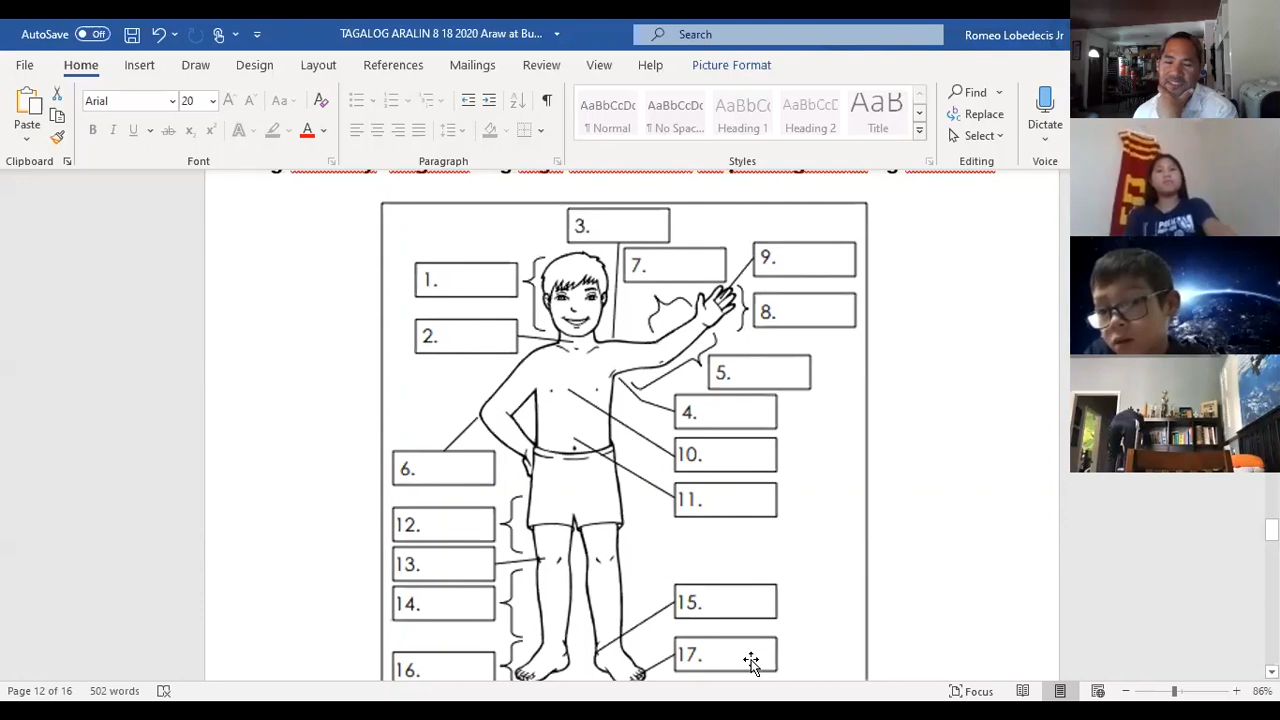 AutoSave Off TAGALOG ARALIN 8 18 2020 Araw at Bu... Search Romeo Lobedecis Jr
File Home Insert Draw Design Layout References Mailings Review View Help Picture Format
Paste Arial 20 Aa AaBbCcDc AaBbCcDc AaBbCc AaBbCcD AaB Find Replace Select Dictate
¶ Normal ¶ No Spac... Heading 1 Heading 2 Title
Clipboard Font Paragraph Styles Editing Voice
3.
7.
9.
1.
8.
2.
5.
4.
10.
6.
11.
12.
13.
14.
15.
17.
16.
Page 12 of 16 502 words Focus 86%